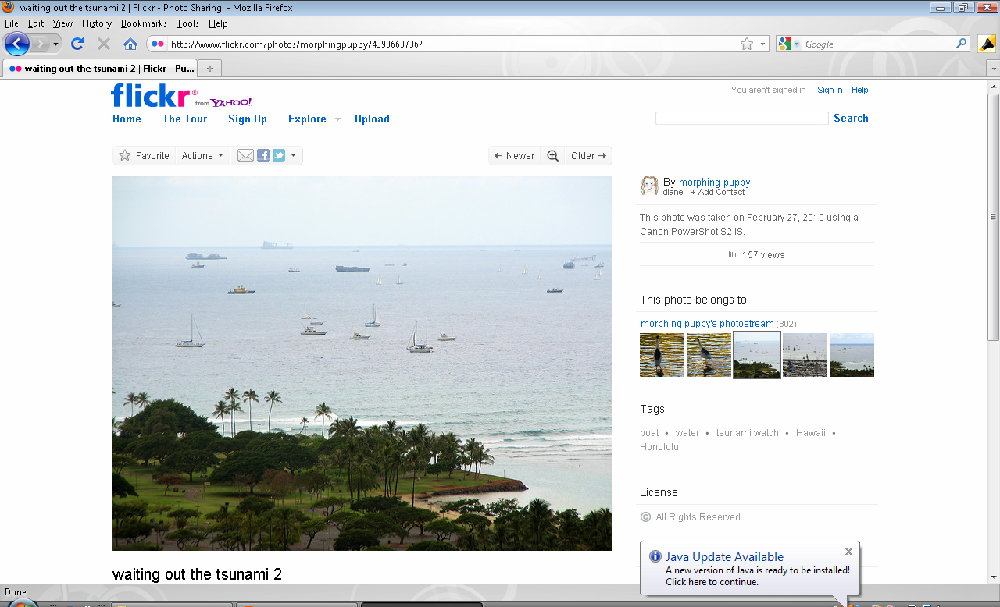 waiting out the tsunami 2 | Flickr - Photo Sharing! - Mozilla Firefox
File Edit View History Bookmarks Tools Help
http://www.flickr.com/photos/morphingpuppy/4393663736/
Google
waiting out the tsunami 2 | Flickr - Pu...
flickr® from YAHOO!
You aren't signed in Sign In Help
Home The Tour Sign Up Explore Upload
Search
Favorite Actions
← Newer Older →
By morphing puppy
diane + Add Contact
This photo was taken on February 27, 2010 using a
Canon PowerShot S2 IS.
157 views
This photo belongs to
morphing puppy's photostream (802)
Tags
boat • water • tsunami watch • Hawaii •
Honolulu
License
© All Rights Reserved
Java Update Available
A new version of Java is ready to be installed!
Click here to continue.
waiting out the tsunami 2
Done